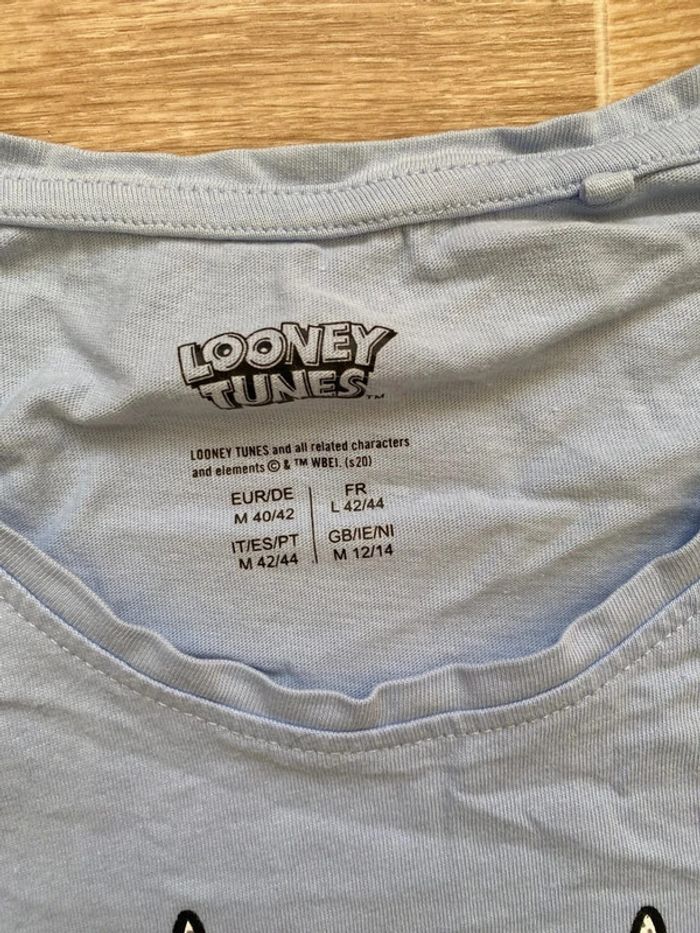 LOONEY
TUNES™
LOONEY TUNES and all related characters
and elements © & ™ WBEI. (s20)
EUR/DE
M 40/42
FR
L 42/44
IT/ES/PT
M 42/44
GB/IE/NI
M 12/14